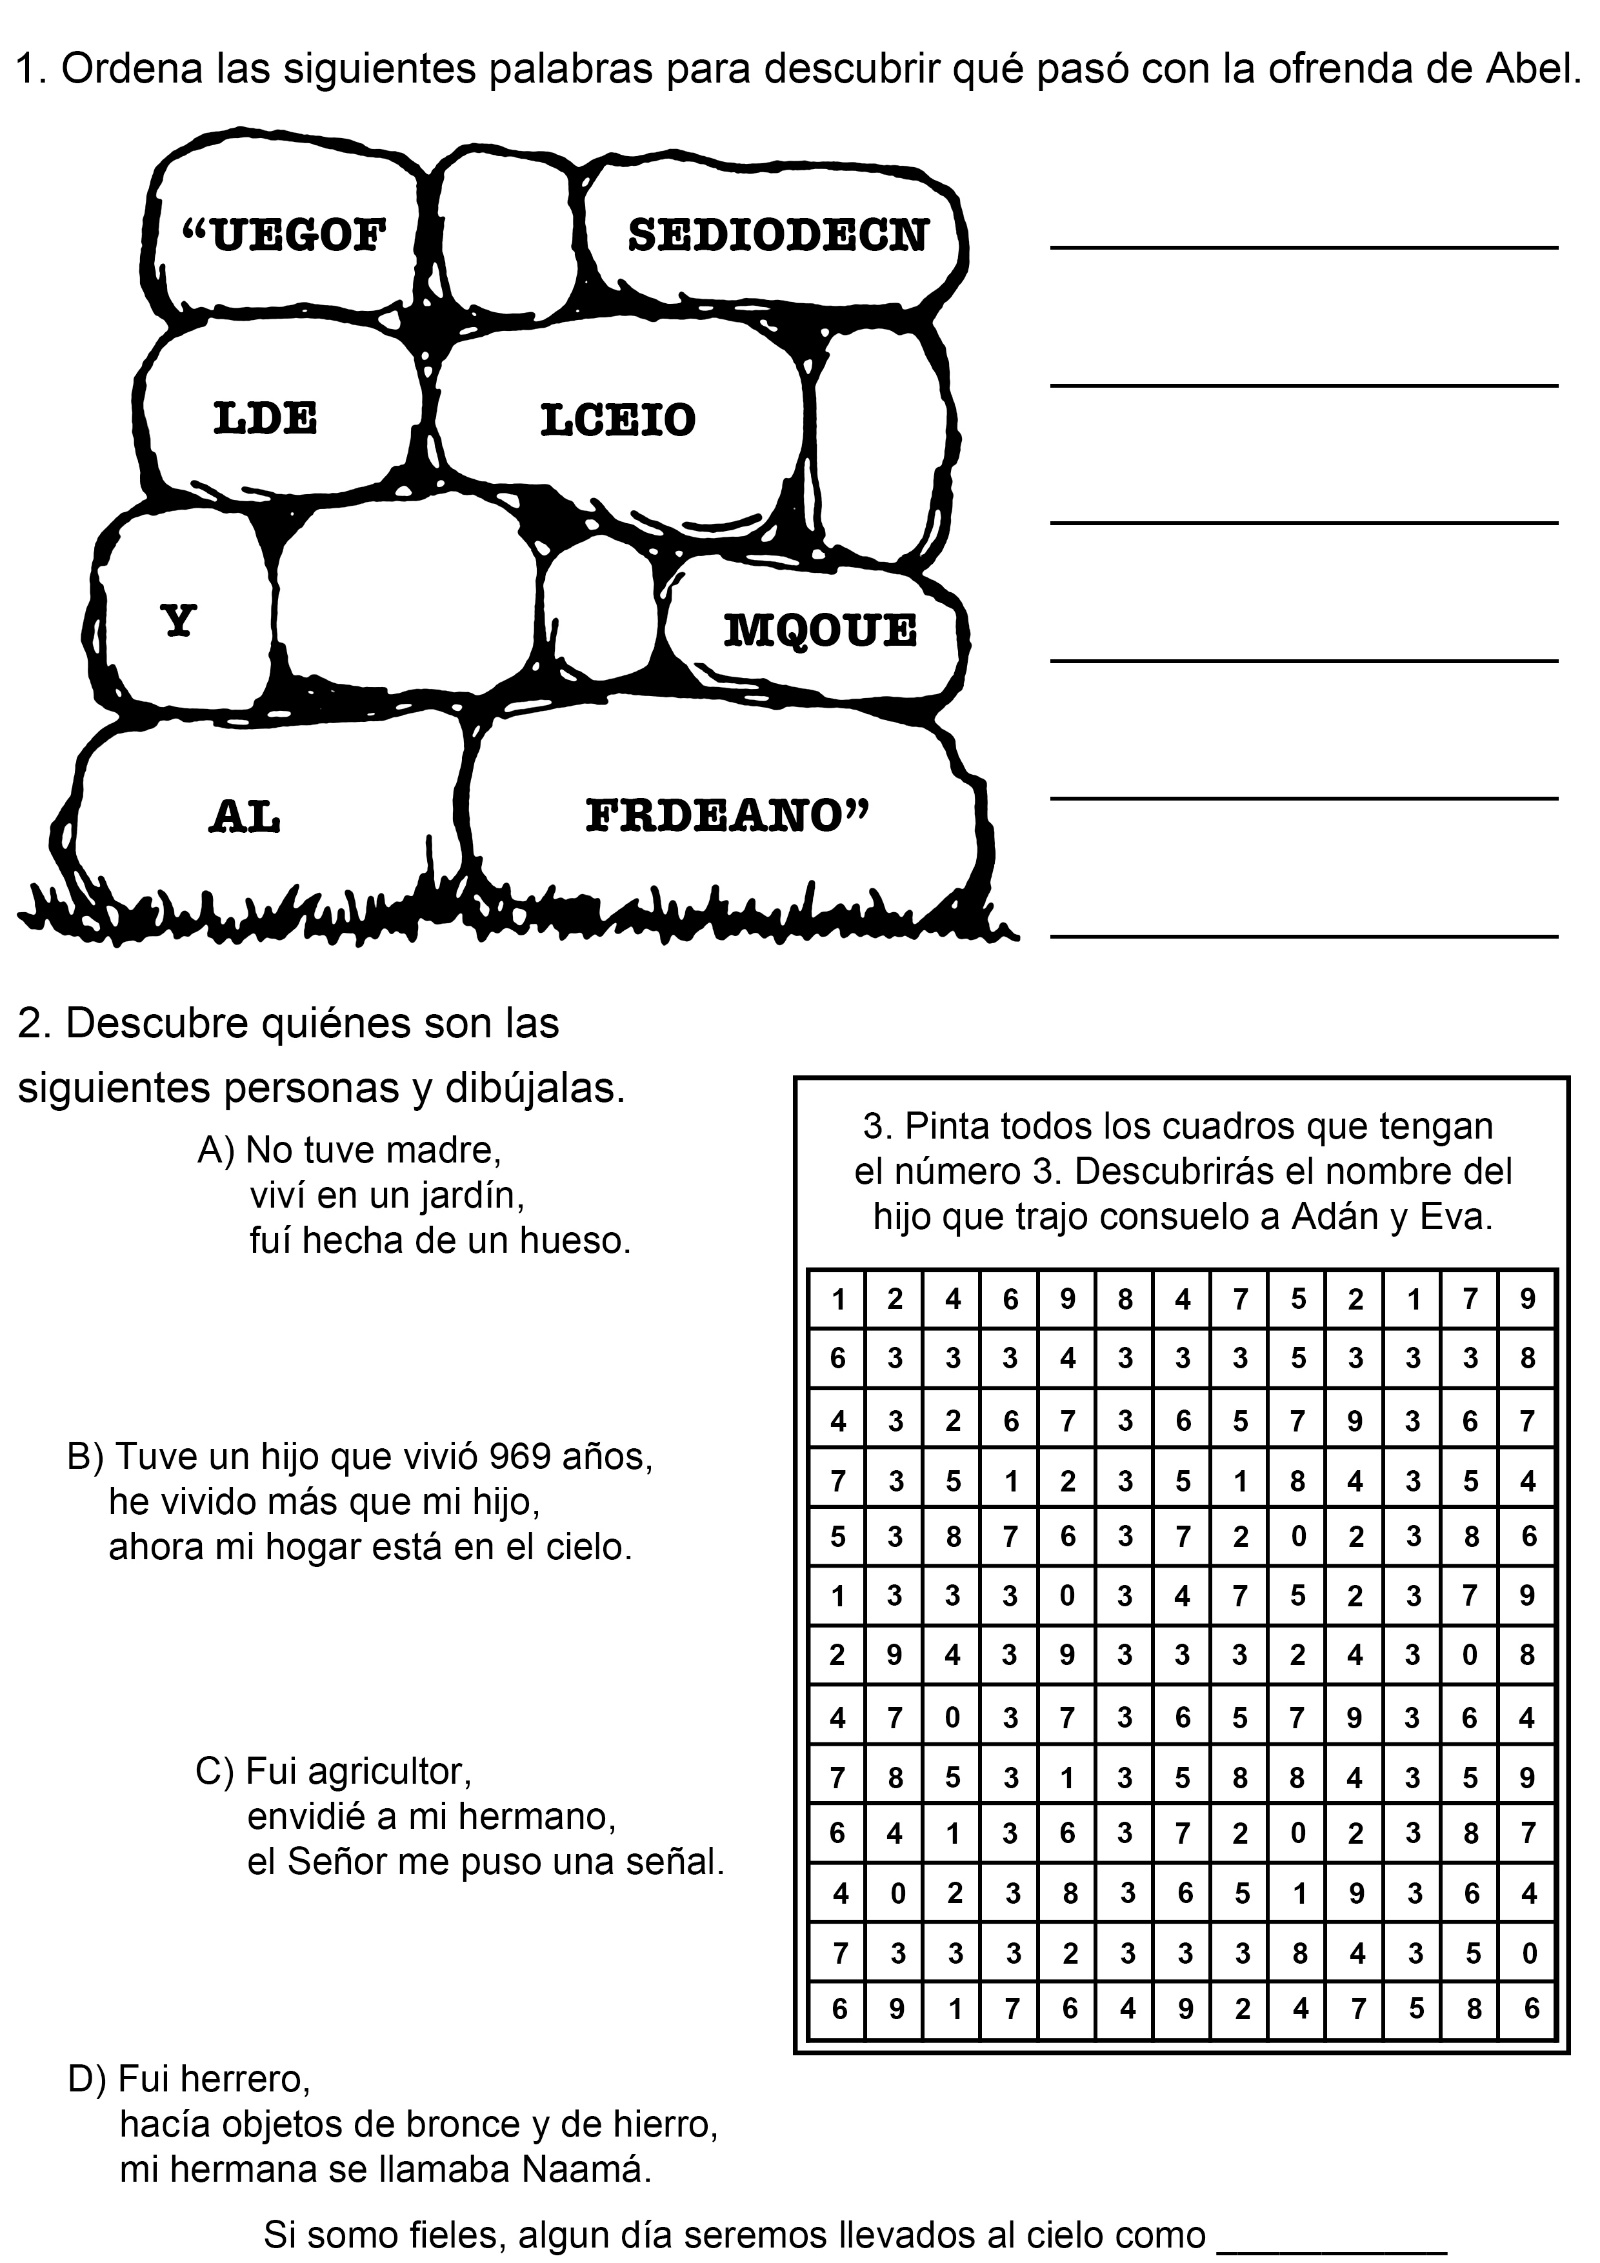 1. Ordena las siguientes palabras para descubrir qué pasó con la ofrenda de Abel.
“UEGOF SEDIODECN
LDE LCEIO
Y MQOUE
AL FRDEANO”
2. Descubre quiénes son las
siguientes personas y dibújalas.
A) No tuve madre,
viví en un jardín,
fuí hecha de un hueso.
B) Tuve un hijo que vivió 969 años,
he vivido más que mi hijo,
ahora mi hogar está en el cielo.
C) Fui agricultor,
envidié a mi hermano,
el Señor me puso una señal.
D) Fui herrero,
hacía objetos de bronce y de hierro,
mi hermana se llamaba Naamá.
3. Pinta todos los cuadros que tengan
el número 3. Descubrirás el nombre del
hijo que trajo consuelo a Adán y Eva.
1 2 4 6 9 8 4 7 5 2 1 7 9
6 3 3 3 4 3 3 3 5 3 3 3 8
4 3 2 6 7 3 6 5 7 9 3 6 7
7 3 5 1 2 3 5 1 8 4 3 5 4
5 3 8 7 6 3 7 2 0 2 3 8 6
1 3 3 3 0 3 4 7 5 2 3 7 9
2 9 4 3 9 3 3 3 2 4 3 0 8
4 7 0 3 7 3 6 5 7 9 3 6 4
7 8 5 3 1 3 5 8 8 4 3 5 9
6 4 1 3 6 3 7 2 0 2 3 8 7
4 0 2 3 8 3 6 5 1 9 3 6 4
7 3 3 3 2 3 3 3 8 4 3 5 0
6 9 1 7 6 4 9 2 4 7 5 8 6
Si somo fieles, algun día seremos llevados al cielo como ___________